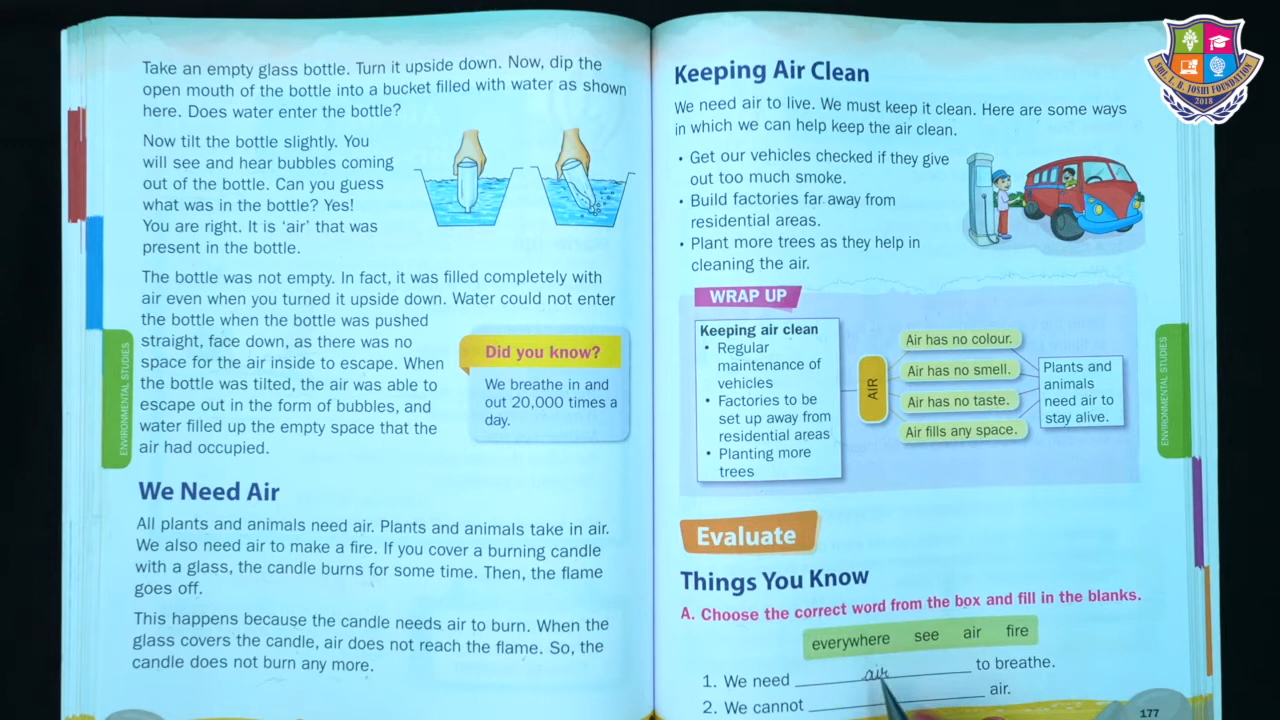 Take an empty glass bottle. Turn it upside down. Now, dip the
open mouth of the bottle into a bucket filled with water as shown
here. Does water enter the bottle?
Now tilt the bottle slightly. You
will see and hear bubbles coming
out of the bottle. Can you guess
what was in the bottle? Yes!
You are right. It is ‘air’ that was
present in the bottle.
The bottle was not empty. In fact, it was filled completely with
air even when you turned it upside down. Water could not enter
the bottle when the bottle was pushed
straight, face down, as there was no
space for the air inside to escape. When
the bottle was tilted, the air was able to
escape out in the form of bubbles, and
water filled up the empty space that the
air had occupied.
Did you know?
We breathe in and
out 20,000 times a
day.
ENVIRONMENTAL STUDIES
We Need Air
All plants and animals need air. Plants and animals take in air.
We also need air to make a fire. If you cover a burning candle
with a glass, the candle burns for some time. Then, the flame
goes off.
This happens because the candle needs air to burn. When the
glass covers the candle, air does not reach the flame. So, the
candle does not burn any more.
Keeping Air Clean
We need air to live. We must keep it clean. Here are some ways
in which we can help keep the air clean.
• Get our vehicles checked if they give
out too much smoke.
• Build factories far away from
residential areas.
• Plant more trees as they help in
cleaning the air.
WRAP UP
Keeping air clean
• Regular
maintenance of
vehicles
• Factories to be
set up away from
residential areas
• Planting more
trees
AIR
Air has no colour.
Air has no smell.
Air has no taste.
Air fills any space.
Plants and
animals
need air to
stay alive.
ENVIRONMENTAL STUDIES
Evaluate
Things You Know
A. Choose the correct word from the box and fill in the blanks.
everywhere see air fire
1. We need air to breathe.
2. We cannot air.
177
SMT. I. B. JOSHI FOUNDATION
2018